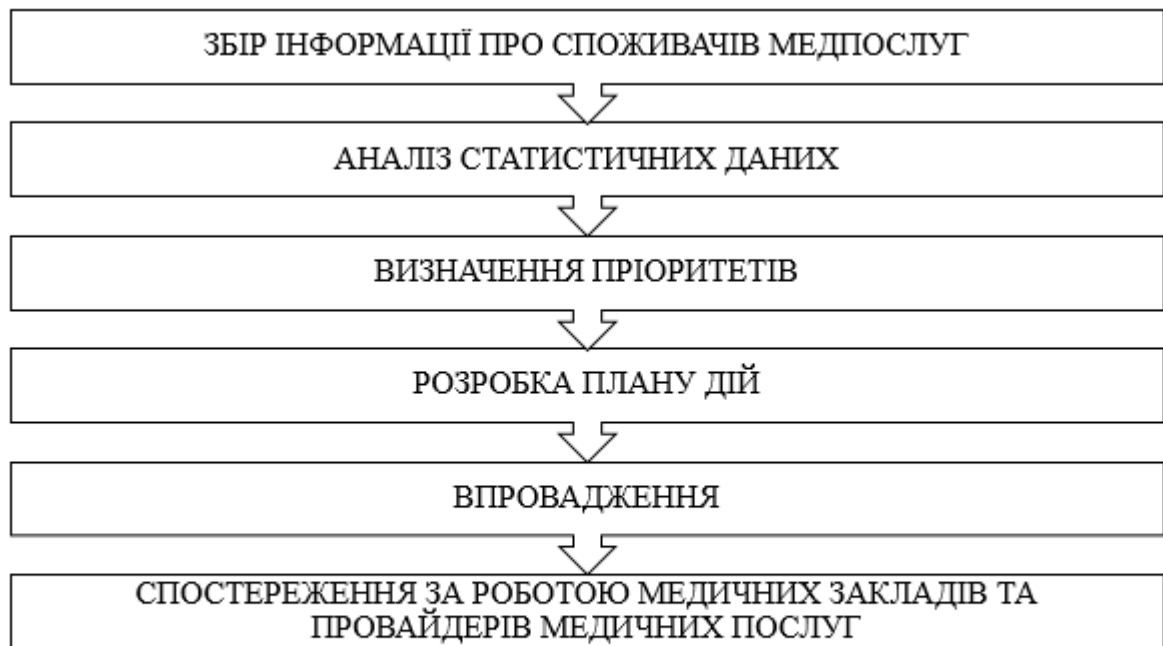 ЗБІР ІНФОРМАЦІЇ ПРО СПОЖИВАЧІВ МЕДПОСЛУГ
АНАЛІЗ СТАТИСТИЧНИХ ДАНИХ
ВИЗНАЧЕННЯ ПРІОРИТЕТІВ
РОЗРОБКА ПЛАНУ ДІЙ
ВПРОВАДЖЕННЯ
СПОСТЕРЕЖЕННЯ ЗА РОБОТОЮ МЕДИЧНИХ ЗАКЛАДІВ ТА
ПРОВАЙДЕРІВ МЕДИЧНИХ ПОСЛУГ